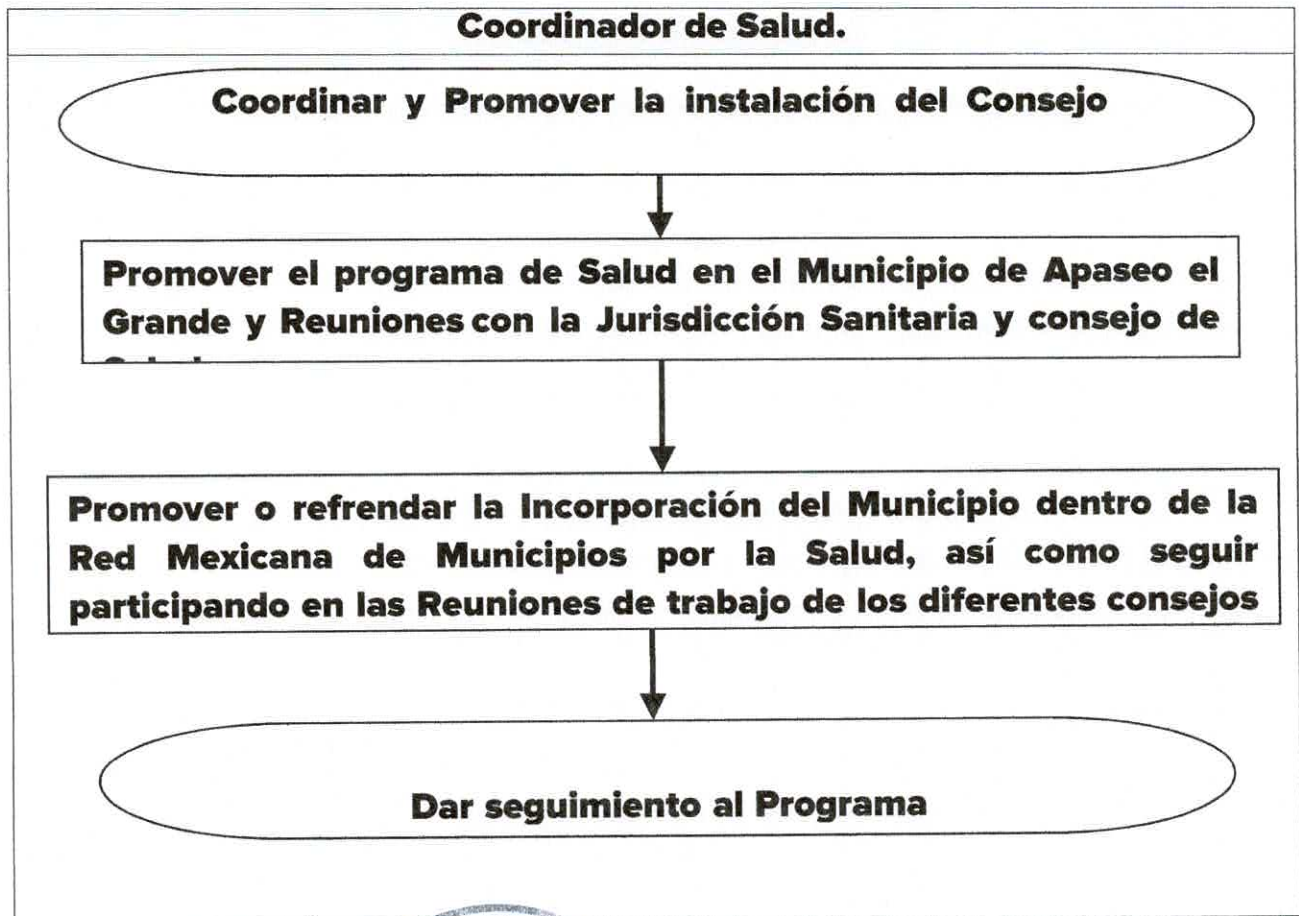 Coordinador de Salud.
Coordinar y Promover la instalación del Consejo
Promover el programa de Salud en el Municipio de Apaseo el
Grande y Reuniones con la Jurisdicción Sanitaria y consejo de
Promover o refrendar la Incorporación del Municipio dentro de la
Red Mexicana de Municipios por la Salud, así como seguir
participando en las Reuniones de trabajo de los diferentes consejos
Dar seguimiento al Programa